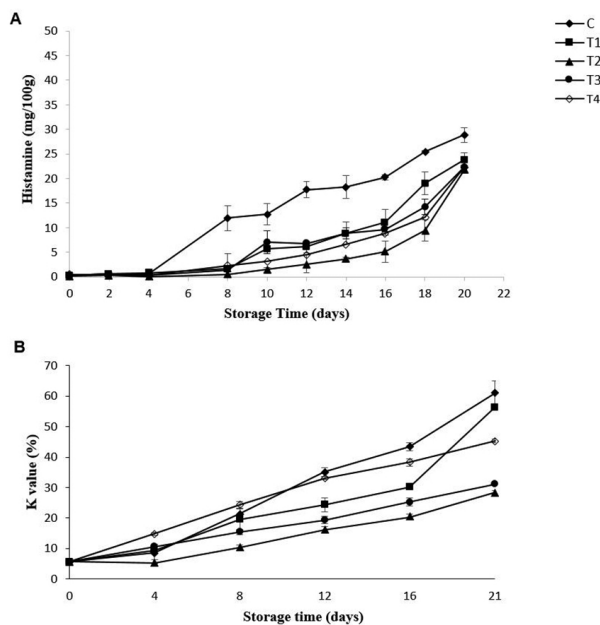 A
Histamine (mg/100g)
50
45
40
35
30
25
20
15
10
5
0
0 2 4 6 8 10 12 14 16 18 20 22
Storage Time (days)
C
T1
T2
T3
T4
B
K value (%)
70
60
50
40
30
20
10
0
0 4 8 12 16 21
Storage time (days)